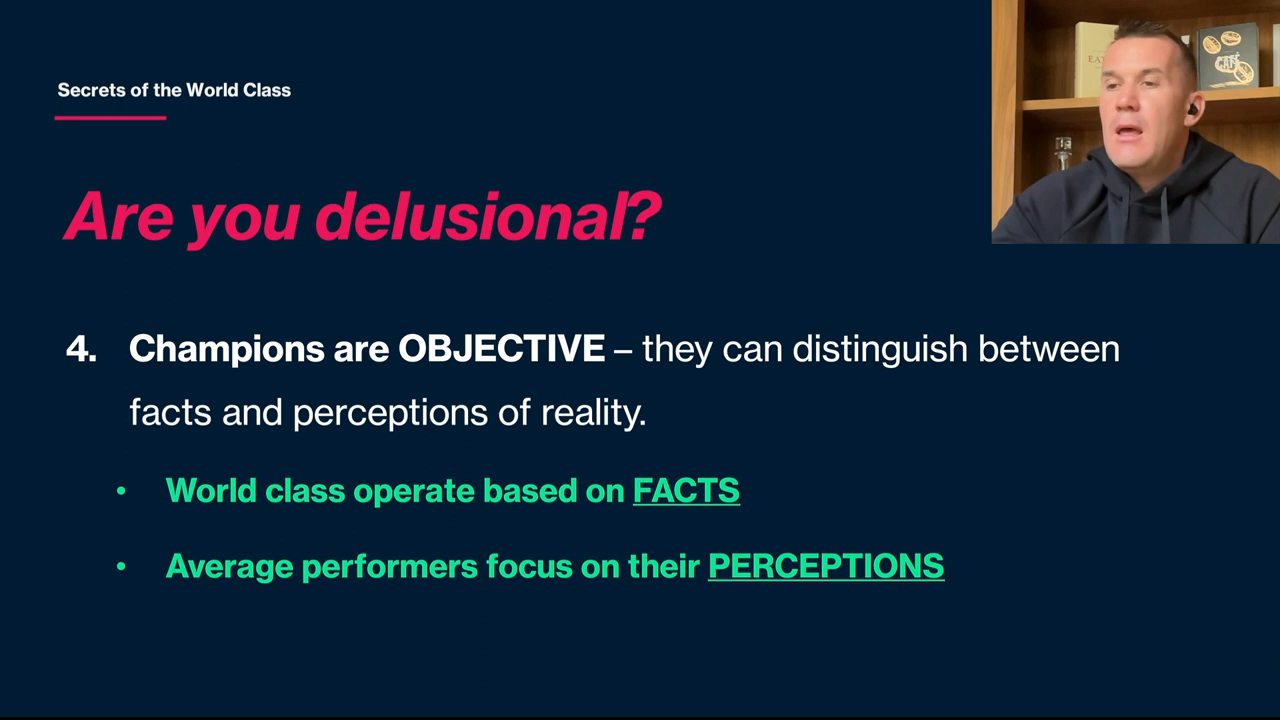 Secrets of the World Class
Are you delusional?
4. Champions are OBJECTIVE – they can distinguish between
facts and perceptions of reality.
• World class operate based on FACTS
• Average performers focus on their PERCEPTIONS